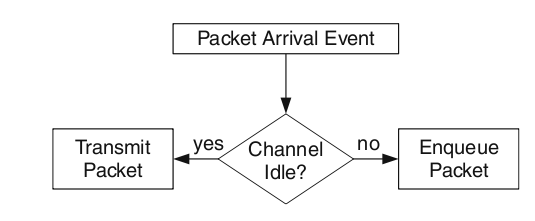 Packet Arrival Event
Transmit
Packet
yes
Channel
Idle?
no
Enqueue
Packet